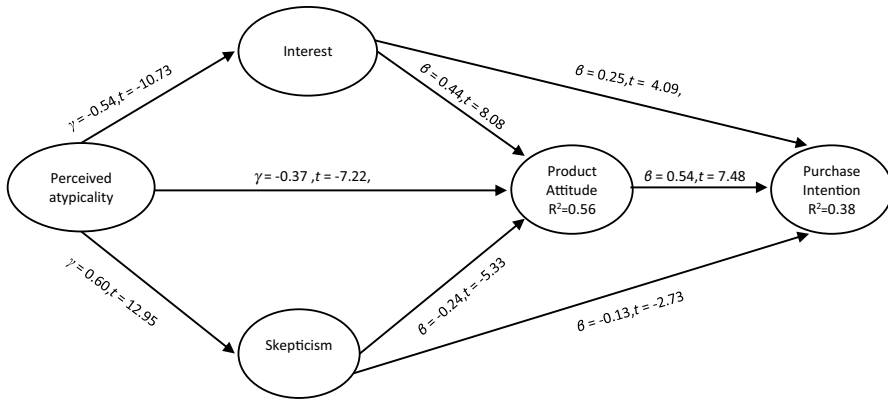 Interest
γ = -0.54,t = -10.73
β = 0.44,t = 8.08
β = 0.25,t = 4.09,
Perceived
atypicality
γ = -0.37 ,t = -7.22,
Product
Attitude
R²=0.56
β = 0.54,t = 7.48
Purchase
Intention
R²=0.38
γ = 0.60,t = 12.95
Skepticism
β = -0.24,t = -5.33
β = -0.13,t = -2.73